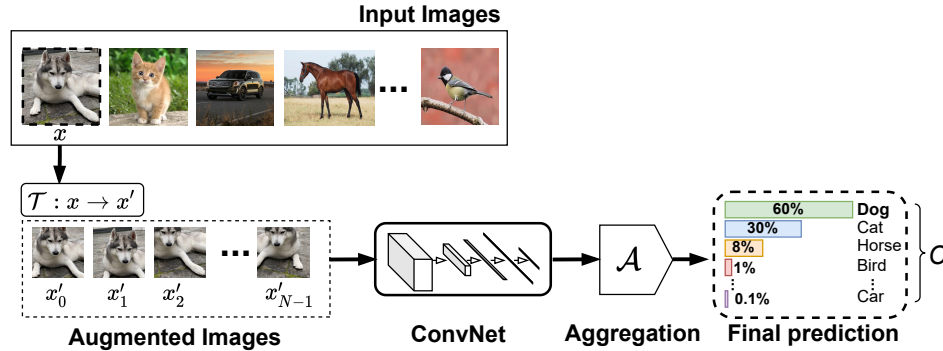 Input Images
...
x
𝒯 : x → x′
...
x′₀ x′₁ x′₂ x′_{N−1}
Augmented Images
ConvNet
𝒜
Aggregation
60% Dog
30% Cat
8% Horse
1% Bird
⋮ ⋮
0.1% Car
C
Final prediction